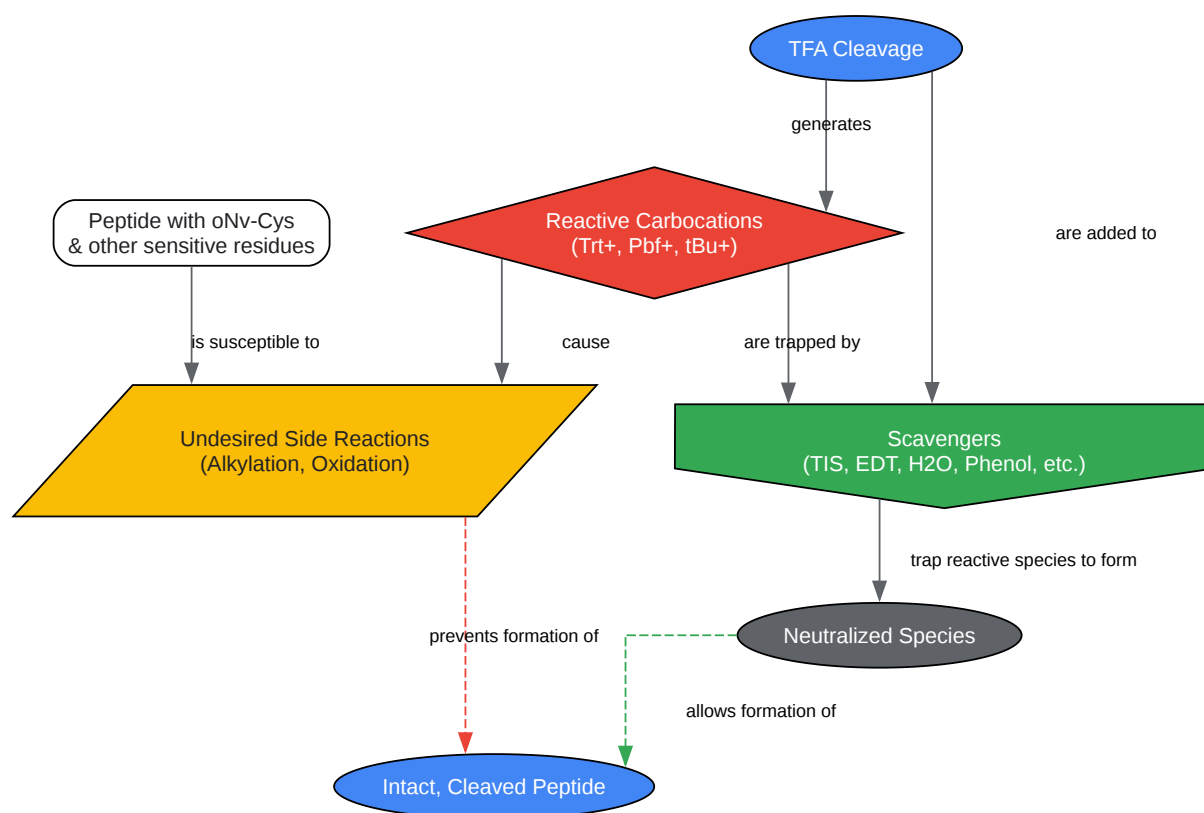 TFA Cleavage
generates
Peptide with oNv-Cys
& other sensitive residues
Reactive Carbocations
(Trt+, Pbf+, tBu+)
are added to
is susceptible to
cause
are trapped by
Undesired Side Reactions
(Alkylation, Oxidation)
Scavengers
(TIS, EDT, H2O, Phenol, etc.)
trap reactive species to form
prevents formation of
Neutralized Species
allows formation of
Intact, Cleaved Peptide